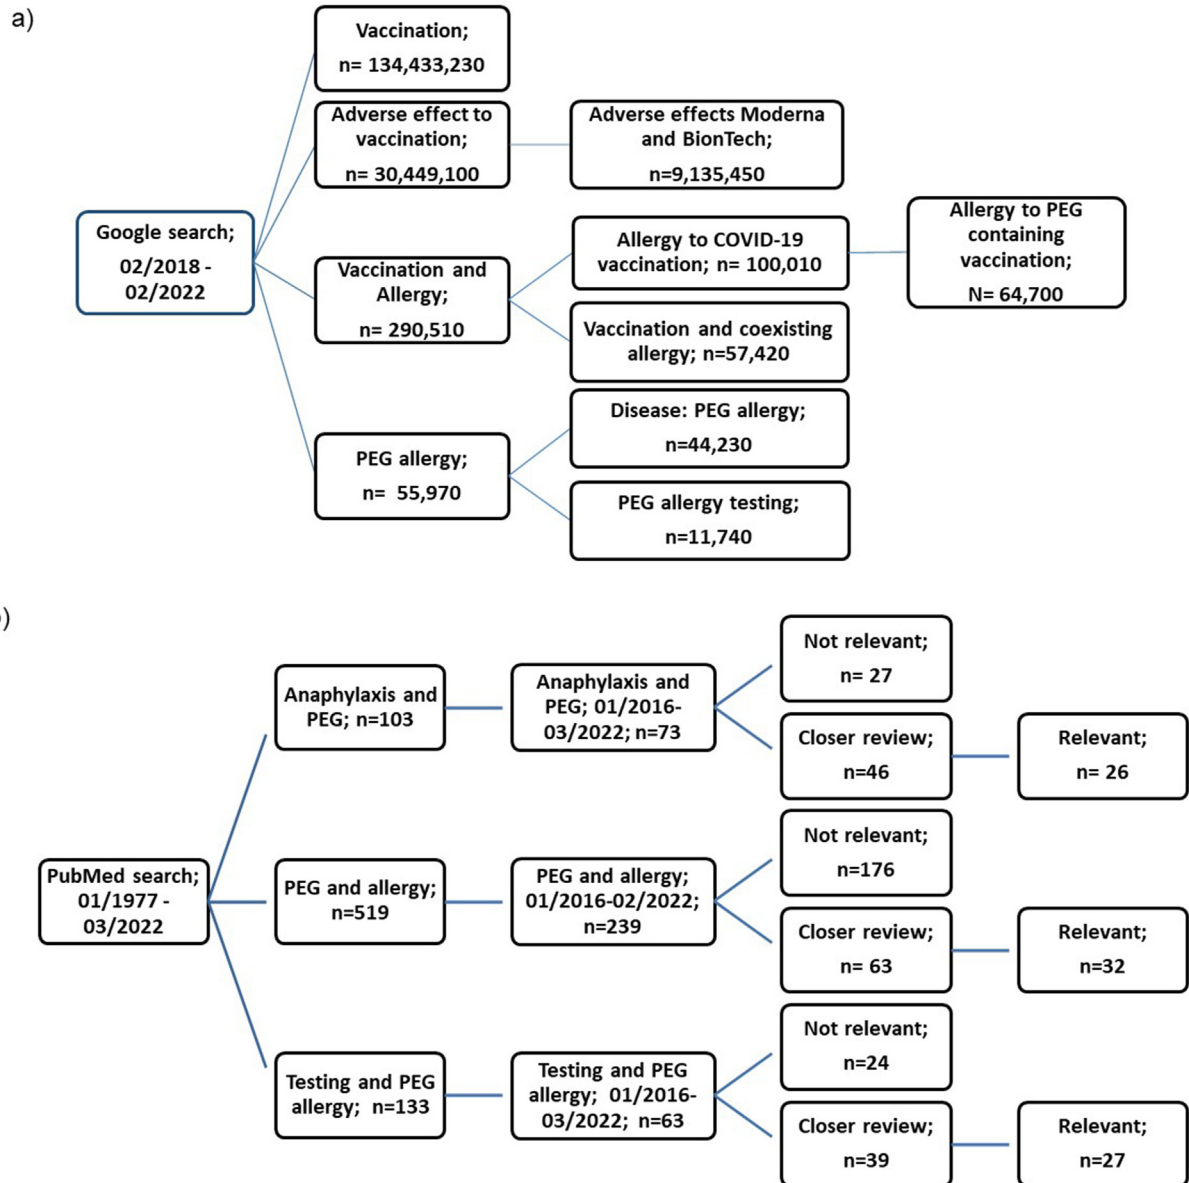 a)
Vaccination;
n= 134,433,230
Adverse effect to
vaccination;
n= 30,449,100
Adverse effects Moderna
and BionTech;
n=9,135,450
Google search;
02/2018 -
02/2022
Vaccination and
Allergy;
n= 290,510
Allergy to COVID-19
vaccination; n= 100,010
Allergy to PEG
containing
vaccination;
N= 64,700
Vaccination and coexisting
allergy; n=57,420
PEG allergy;
n= 55,970
Disease: PEG allergy;
n=44,230
PEG allergy testing;
n=11,740
)
PubMed search;
01/1977 -
03/2022
Anaphylaxis and
PEG; n=103
Anaphylaxis and
PEG; 01/2016-
03/2022; n=73
Not relevant;
n= 27
Closer review;
n=46
Relevant;
n= 26
PEG and allergy;
n=519
PEG and allergy;
01/2016-02/2022;
n=239
Not relevant;
n=176
Closer review;
n= 63
Relevant;
n=32
Testing and PEG
allergy; n=133
Testing and PEG
allergy; 01/2016-
03/2022; n=63
Not relevant;
n=24
Closer review;
n=39
Relevant;
n=27